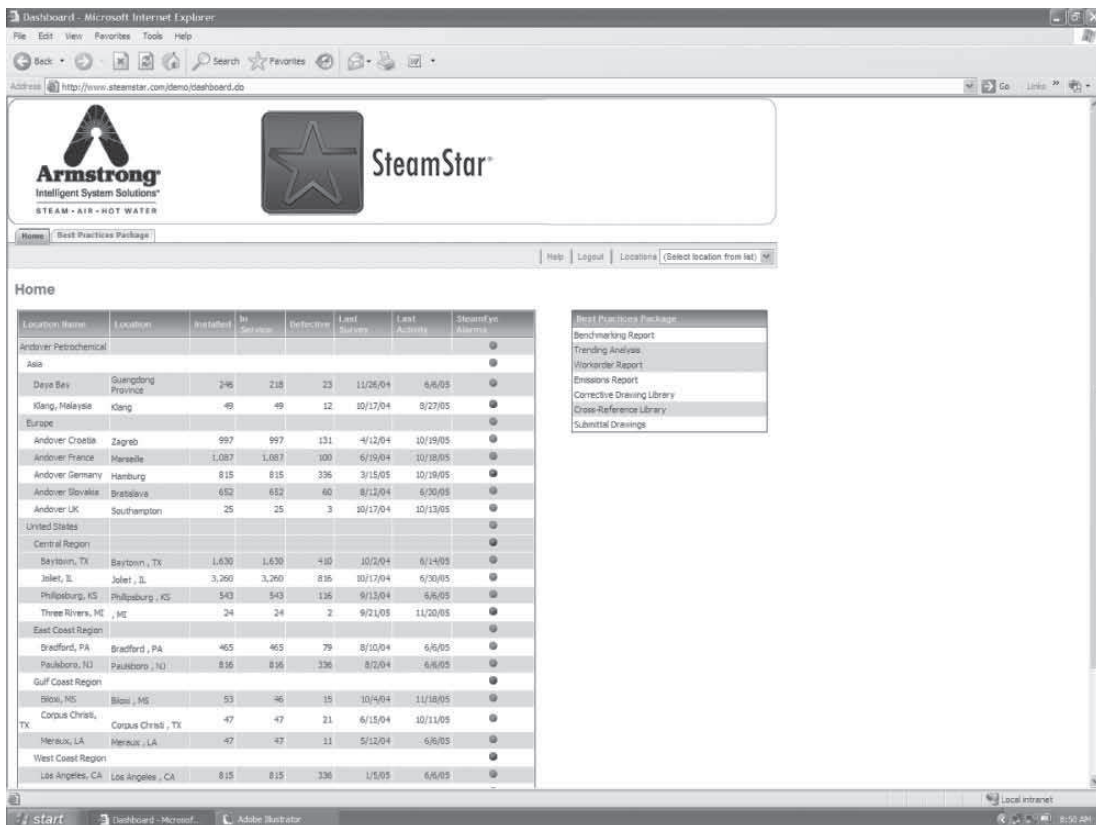 Dashboard - Microsoft Internet Explorer
File Edit View Favorites Tools Help
Back Search Favorites
Address http://www.steamstar.com/demo/dashboard.do Go Links »
Armstrong®
Intelligent System Solutions®
STEAM • AIR • HOT WATER
SteamStar®
Home Best Practices Package
Help Logout Locations (Select location from list)
Home
Location Name Location Installed In Service Defective Last Survey Last Activity SteamEye Alarms
Andover Petrochemical
Asia
Daya Bay Guangdong Province 246 218 23 11/26/04 6/6/05
Klang, Malaysia Klang 49 49 12 10/17/04 8/27/05
Europe
Andover Croatia Zagreb 997 997 131 4/12/04 10/19/05
Andover France Marseille 1,087 1,087 100 6/19/04 10/18/05
Andover Germany Hamburg 815 815 336 3/15/05 10/19/05
Andover Slovakia Bratislava 652 652 60 8/12/04 6/30/05
Andover UK Southampton 25 25 3 10/17/04 10/13/05
United States
Central Region
Baytown, TX Baytown , TX 1,630 1,630 410 10/2/04 6/14/05
Joliet, IL Joliet , IL 3,260 3,260 816 10/17/04 6/30/05
Philipsburg, KS Philipsburg , KS 543 543 116 9/13/04 6/6/05
Three Rivers, MI , MI 24 24 2 9/21/05 11/20/05
East Coast Region
Bradford, PA Bradford , PA 465 465 79 8/10/04 6/6/05
Paulsboro, NJ Paulsboro , NJ 816 816 336 8/2/04 6/6/05
Gulf Coast Region
Biloxi, MS Biloxi , MS 53 46 15 10/4/04 11/18/05
Corpus Christi, TX Corpus Christi , TX 47 47 21 6/15/04 10/11/05
Meraux, LA Meraux , LA 47 47 11 5/12/04 6/6/05
West Coast Region
Los Angeles, CA Los Angeles , CA 815 815 336 1/5/05 6/6/05
Best Practices Package
Benchmarking Report
Trending Analysis
Workorder Report
Emissions Report
Corrective Drawing Library
Cross-Reference Library
Submittal Drawings
Local intranet
start Dashboard - Microsof... Adobe Illustrator 8:50 AM